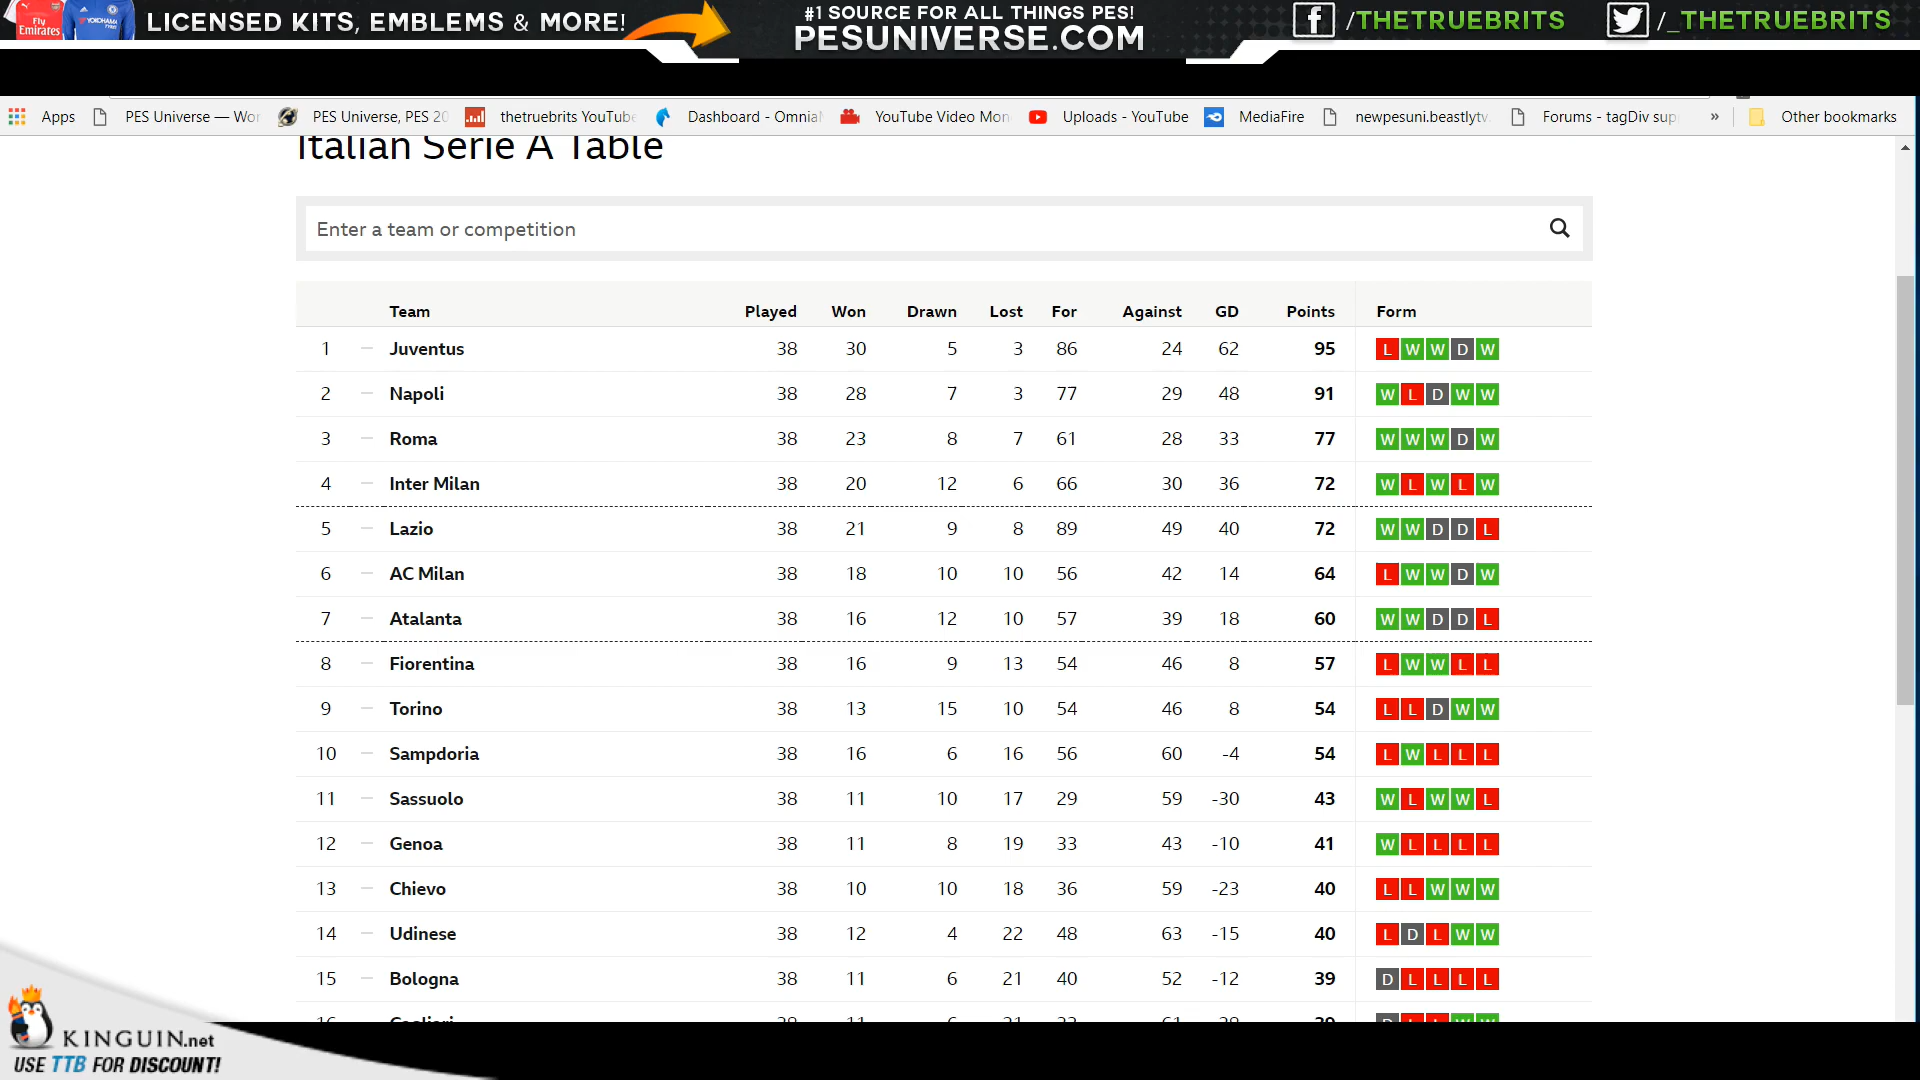 LICENSED KITS, EMBLEMS & MORE!
#1 SOURCE FOR ALL THINGS PES!
PESUNIVERSE.COM
/THETRUEBRITS
/_THETRUEBRITS
Fly
Emirates
YOKOHAMA
Apps PES Universe — Wor PES Universe, PES 20 thetruebrits YouTube Dashboard - Omnia YouTube Video Mon Uploads - YouTube MediaFire newpesuni.beastlytv. Forums - tagDiv sup » Other bookmarks
Italian Serie A Table
Enter a team or competition
Team Played Won Drawn Lost For Against GD Points Form
1 Juventus 38 30 5 3 86 24 62 95 L W W D W
2 Napoli 38 28 7 3 77 29 48 91 W L D W W
3 Roma 38 23 8 7 61 28 33 77 W W W D W
4 Inter Milan 38 20 12 6 66 30 36 72 W L W L W
5 Lazio 38 21 9 8 89 49 40 72 W W D D L
6 AC Milan 38 18 10 10 56 42 14 64 L W W D W
7 Atalanta 38 16 12 10 57 39 18 60 W W D D L
8 Fiorentina 38 16 9 13 54 46 8 57 L W W L L
9 Torino 38 13 15 10 54 46 8 54 L L D W W
10 Sampdoria 38 16 6 16 56 60 -4 54 L W L L L
11 Sassuolo 38 11 10 17 29 59 -30 43 W L W W L
12 Genoa 38 11 8 19 33 43 -10 41 W L L L L
13 Chievo 38 10 10 18 36 59 -23 40 L L W W W
14 Udinese 38 12 4 22 48 63 -15 40 L D L W W
15 Bologna 38 11 6 21 40 52 -12 39 D L L L L
KINGUIN.net
USE TTB FOR DISCOUNT!